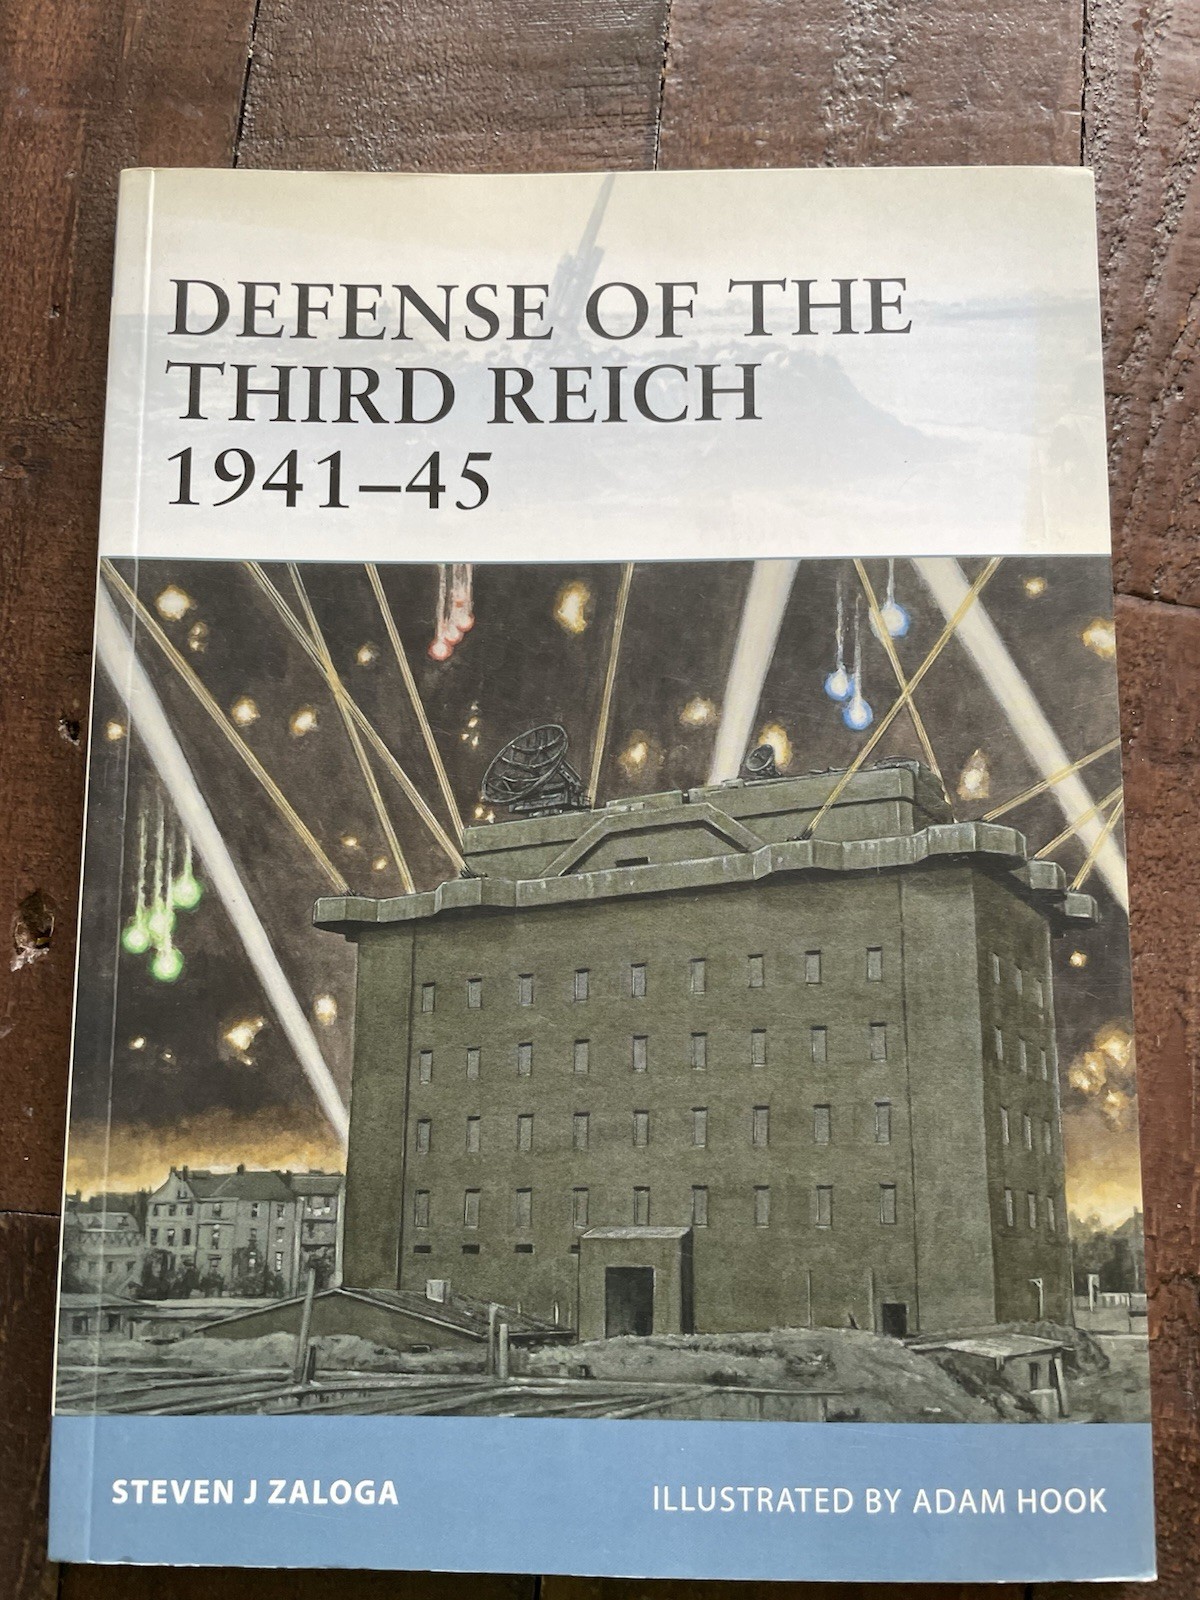 DEFENSE OF THE
THIRD REICH
1941–45
STEVEN J ZALOGA
ILLUSTRATED BY ADAM HOOK